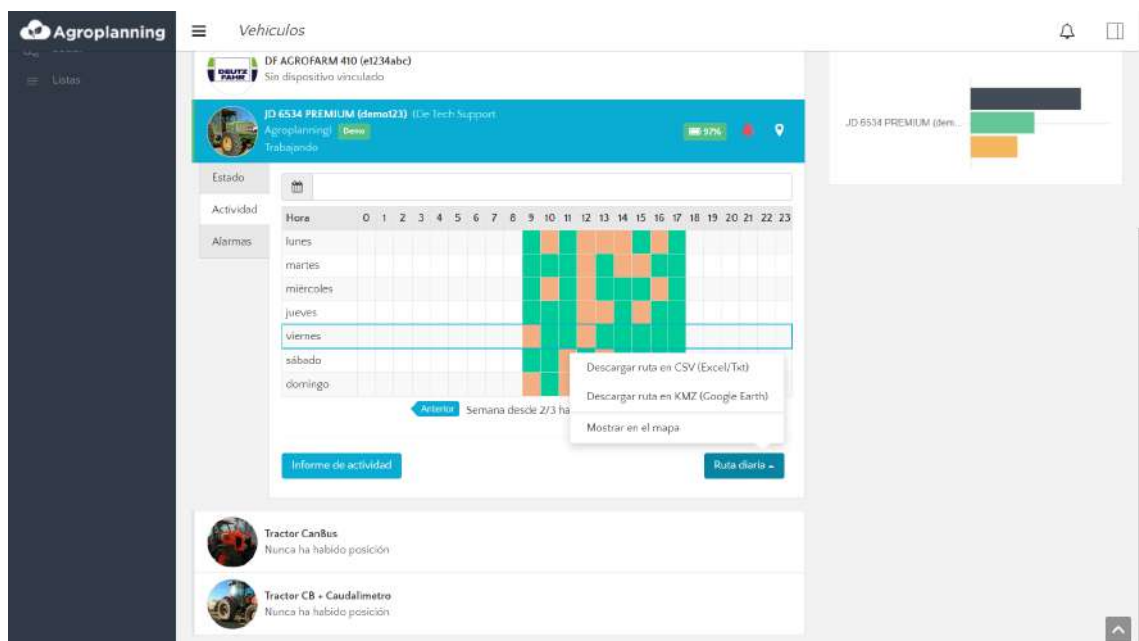 Agroplanning
Vehículos
Listas
DEUTZ
FAHR
DF AGROFARM 410 (e1234abc)
Sin dispositivo vinculado
JD 6534 PREMIUM (demo123) (De Tech Support
Agroplanning) Demo
Trabajando
97%
JD 6534 PREMIUM (dem...
Estado
Actividad
Alarmas
Hora 0 1 2 3 4 5 6 7 8 9 10 11 12 13 14 15 16 17 18 19 20 21 22 23
lunes
martes
miércoles
jueves
viernes
sábado
domingo
Descargar ruta en CSV (Excel/Txt)
Descargar ruta en KMZ (Google Earth)
Mostrar en el mapa
Anterior Semana desde 2/3 ha
Informe de actividad
Ruta diaria
Tractor CanBus
Nunca ha habido posición
Tractor CB + Caudalimetro
Nunca ha habido posición